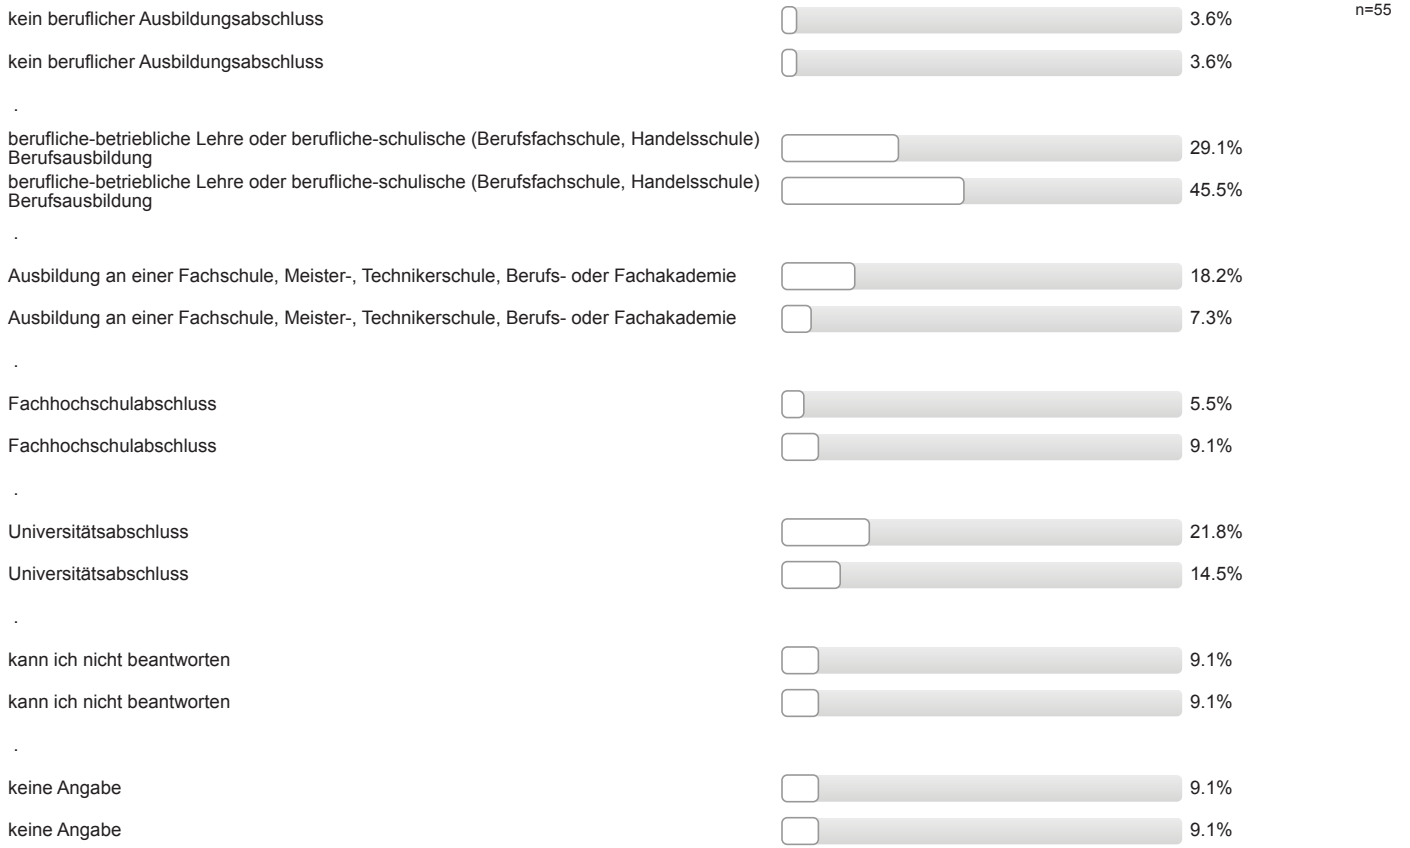 kein beruflicher Ausbildungsabschluss 3.6% n=55
kein beruflicher Ausbildungsabschluss 3.6%
.
berufliche-betriebliche Lehre oder berufliche-schulische (Berufsfachschule, Handelsschule)
Berufsausbildung 29.1%
berufliche-betriebliche Lehre oder berufliche-schulische (Berufsfachschule, Handelsschule)
Berufsausbildung 45.5%
.
Ausbildung an einer Fachschule, Meister-, Technikerschule, Berufs- oder Fachakademie 18.2%
Ausbildung an einer Fachschule, Meister-, Technikerschule, Berufs- oder Fachakademie 7.3%
.
Fachhochschulabschluss 5.5%
Fachhochschulabschluss 9.1%
.
Universitätsabschluss 21.8%
Universitätsabschluss 14.5%
.
kann ich nicht beantworten 9.1%
kann ich nicht beantworten 9.1%
.
keine Angabe 9.1%
keine Angabe 9.1%